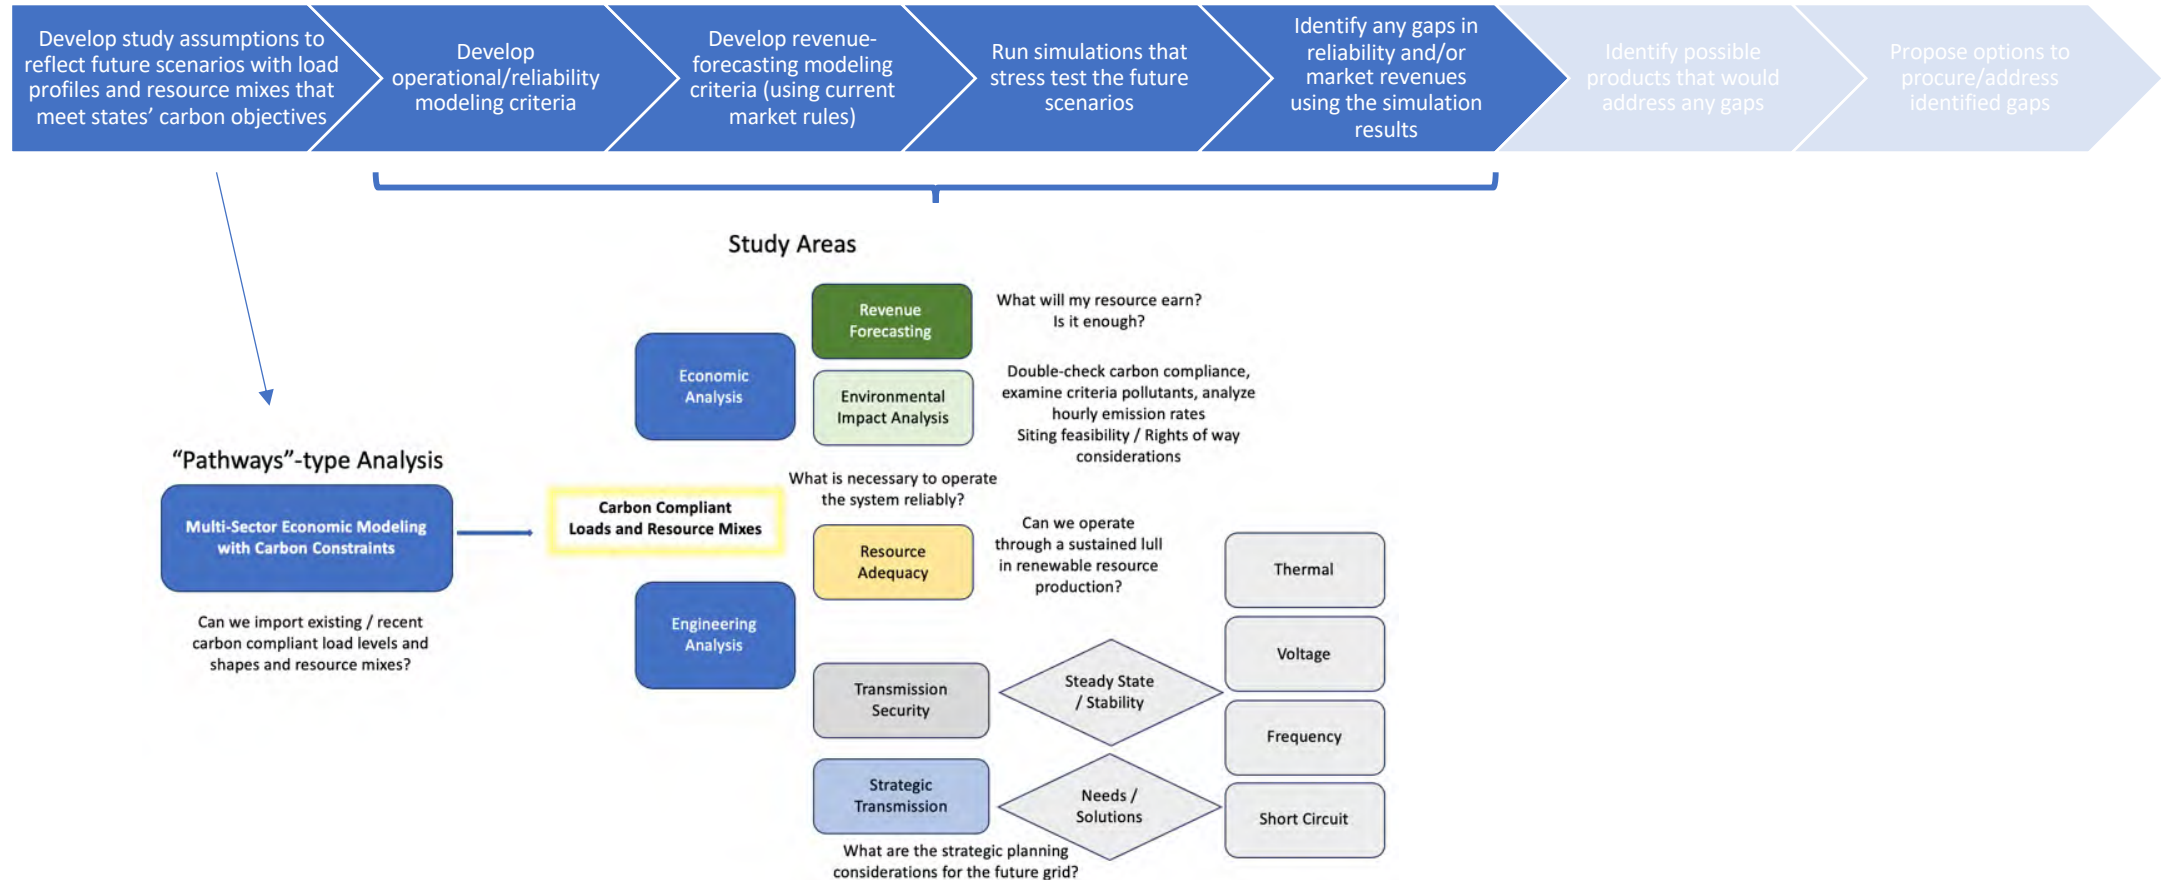 Develop study assumptions to
reflect future scenarios with load
profiles and resource mixes that
meet states' carbon objectives
Develop
operational/reliability
modeling criteria
Develop revenue-
forecasting modeling
criteria (using current
market rules)
Run simulations that
stress test the future
scenarios
Identify any gaps in
reliability and/or
market revenues
using the simulation
results
Identify possible
products that would
address any gaps
Propose options to
procure/address
identified gaps
Study Areas
Revenue
Forecasting
What will my resource earn?
Is it enough?
Economic
Analysis
Environmental
Impact Analysis
Double-check carbon compliance,
examine criteria pollutants, analyze
hourly emission rates
Siting feasibility / Rights of way
considerations
"Pathways"-type Analysis
Multi-Sector Economic Modeling
with Carbon Constraints
Can we import existing / recent
carbon compliant load levels and
shapes and resource mixes?
Carbon Compliant
Loads and Resource Mixes
What is necessary to operate
the system reliably?
Resource
Adequacy
Can we operate
through a sustained lull
in renewable resource
production?
Engineering
Analysis
Transmission
Security
Steady State
/ Stability
Strategic
Transmission
Needs /
Solutions
What are the strategic planning
considerations for the future grid?
Thermal
Voltage
Frequency
Short Circuit